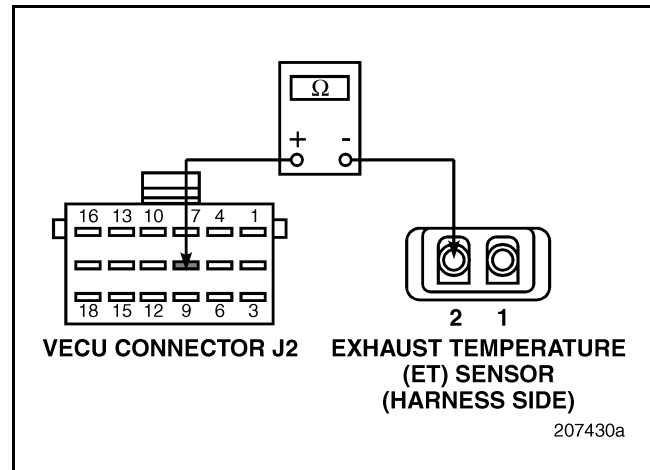 Ω
+ -
16 13 10 7 4 1
18 15 12 9 6 3
2 1
VECU CONNECTOR J2
EXHAUST TEMPERATURE
(ET) SENSOR
(HARNESS SIDE)
207430a